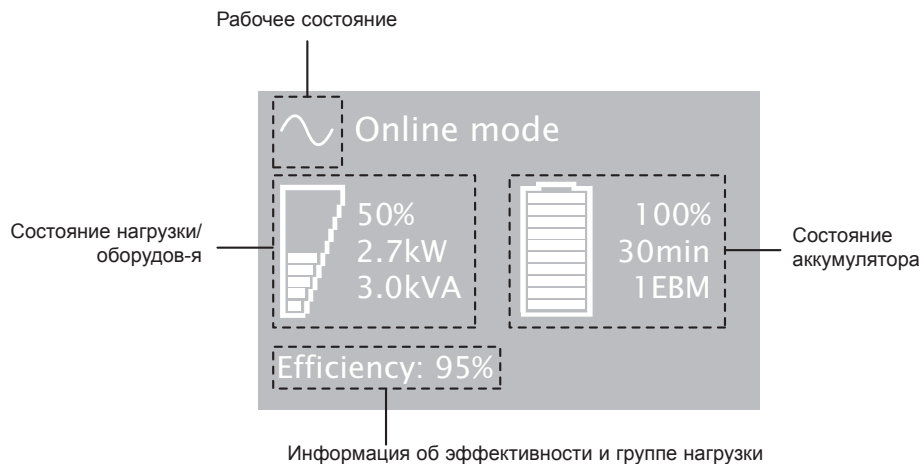 Рабочее состояние
Online mode
Состояние нагрузки/
оборудов-я
50%
2.7kW
3.0kVA
100%
30min
1EBM
Состояние
аккумулятора
Efficiency: 95%
Информация об эффективности и группе нагрузки